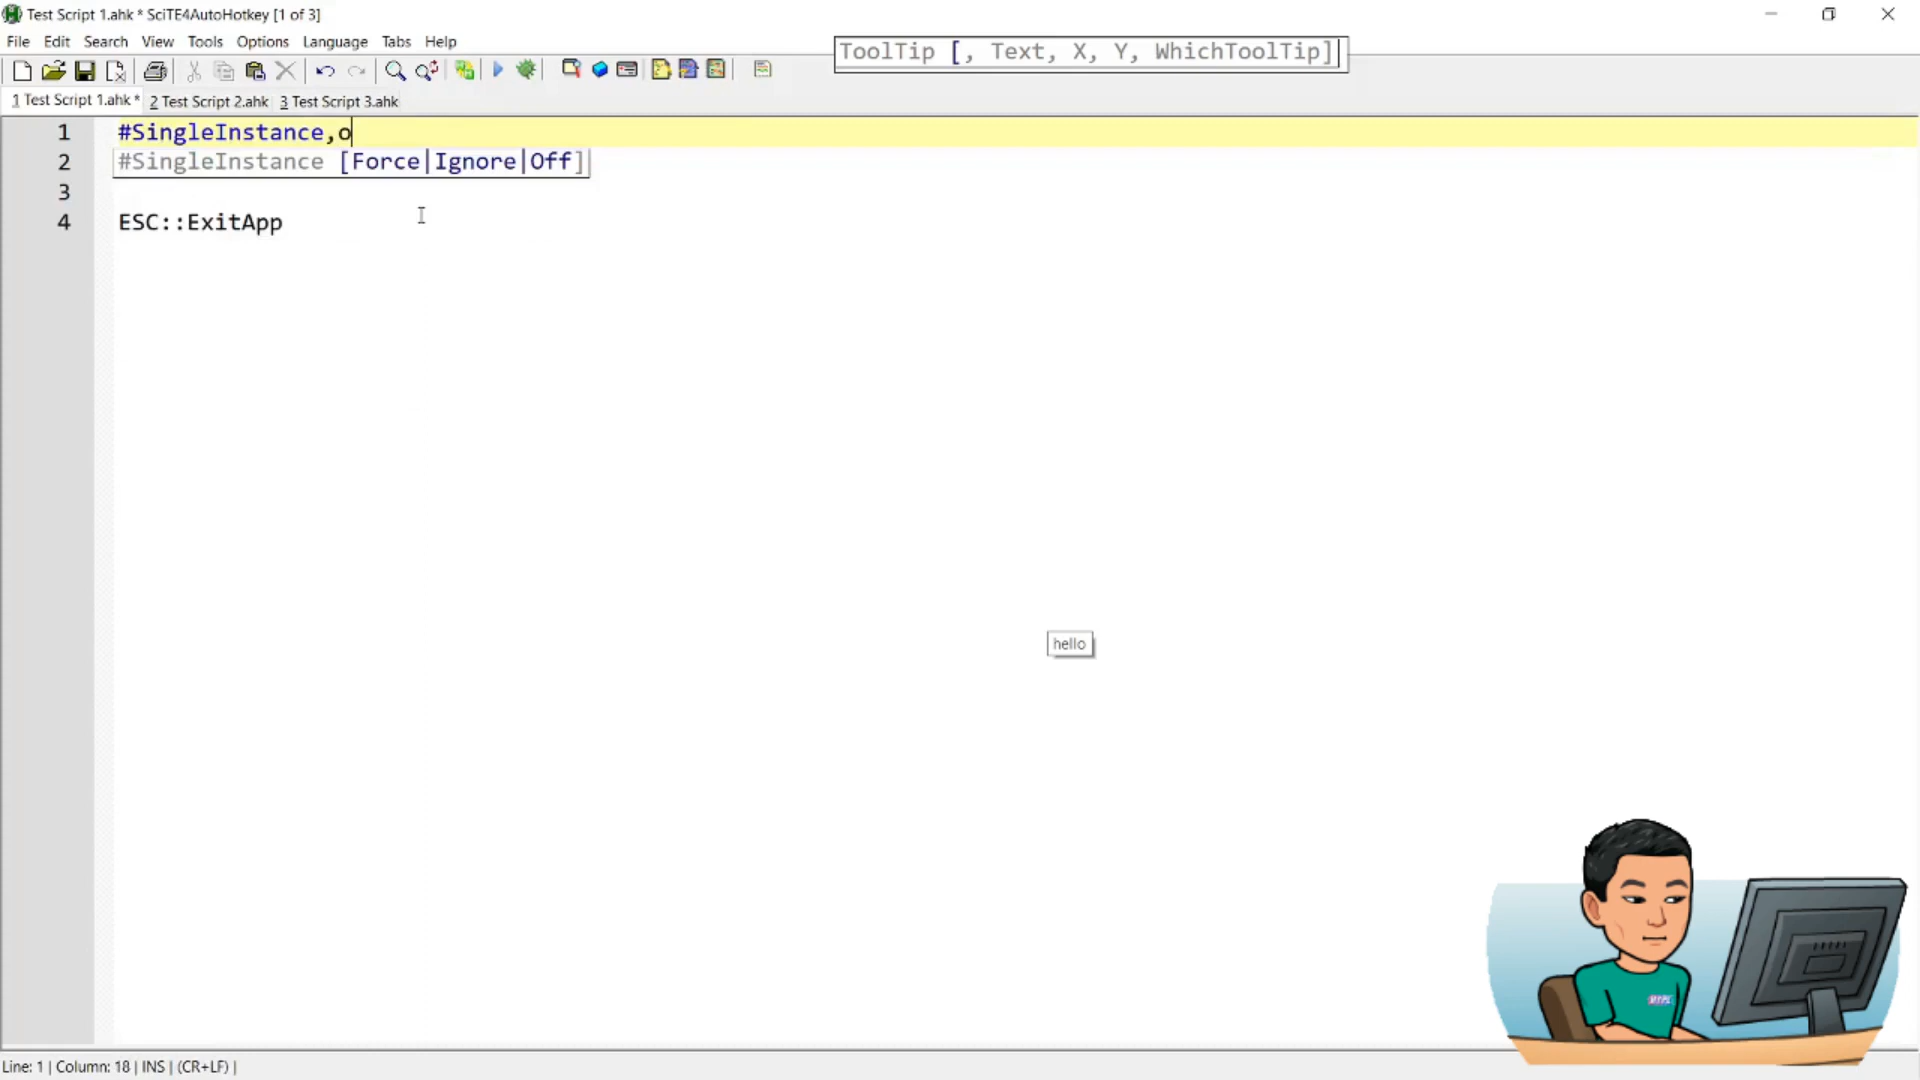 Test Script 1.ahk * SciTE4AutoHotkey [1 of 3]
File Edit Search View Tools Options Language Tabs Help
ToolTip [, Text, X, Y, WhichToolTip]
1 Test Script 1.ahk * 2 Test Script 2.ahk 3 Test Script 3.ahk
1 #SingleInstance,o
2 #SingleInstance [Force|Ignore|Off]
3
4 ESC::ExitApp
hello
Line: 1 | Column: 18 | INS | (CR+LF) |